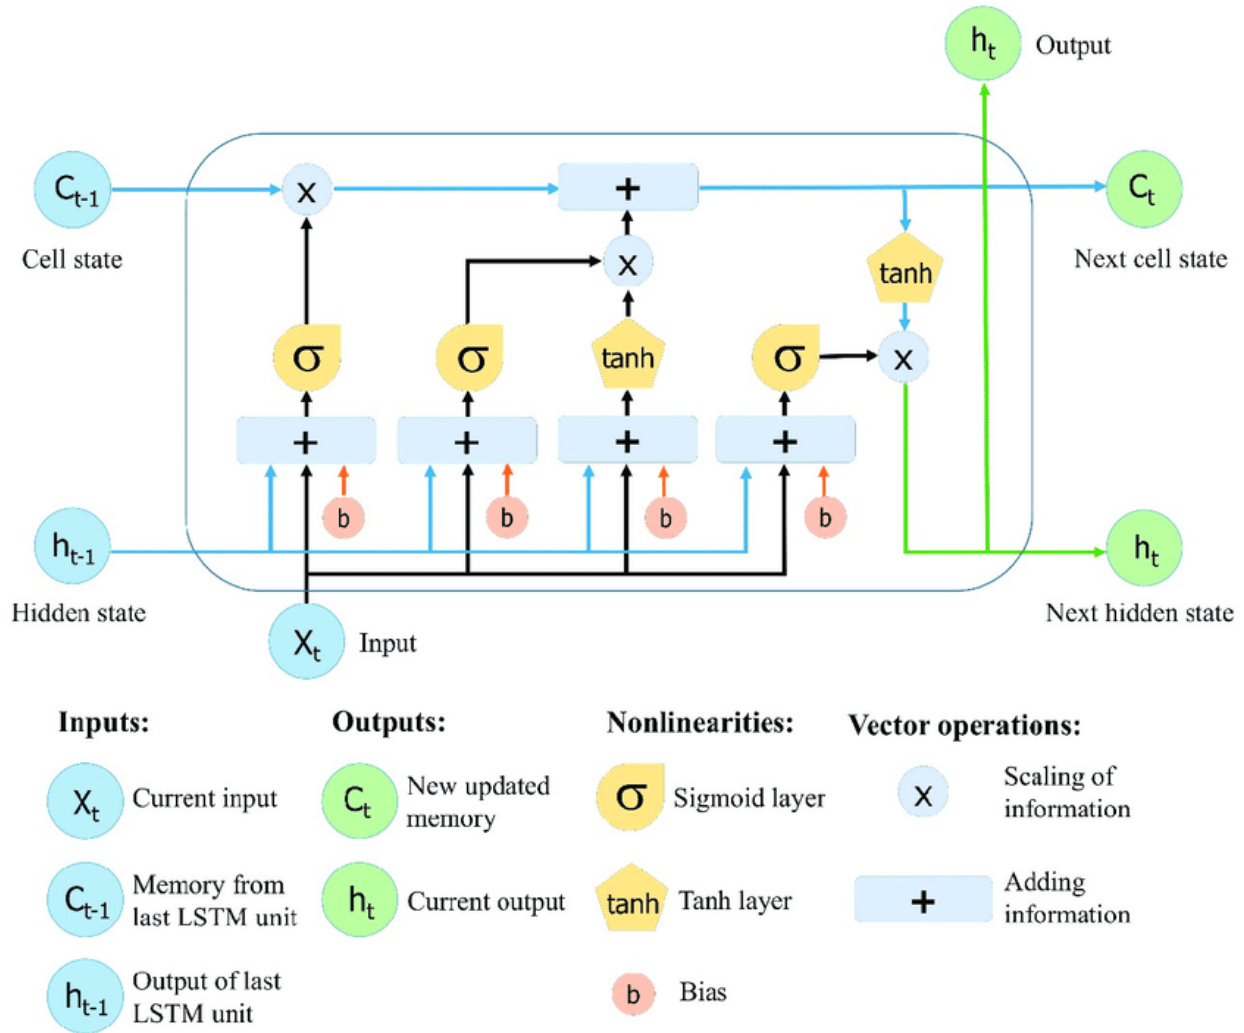 hₜ Output
Cₜ₋₁ x + Cₜ
Cell state Next cell state
x tanh
σ σ tanh σ x
+ + + +
b b b b
hₜ₋₁ hₜ
Hidden state Next hidden state
Xₜ Input
Inputs: Outputs: Nonlinearities: Vector operations:
Xₜ Current input
Cₜ₋₁ Memory from
last LSTM unit
hₜ₋₁ Output of last
LSTM unit
Cₜ New updated
memory
hₜ Current output
σ Sigmoid layer
tanh Tanh layer
b Bias
x Scaling of
information
+ Adding
information